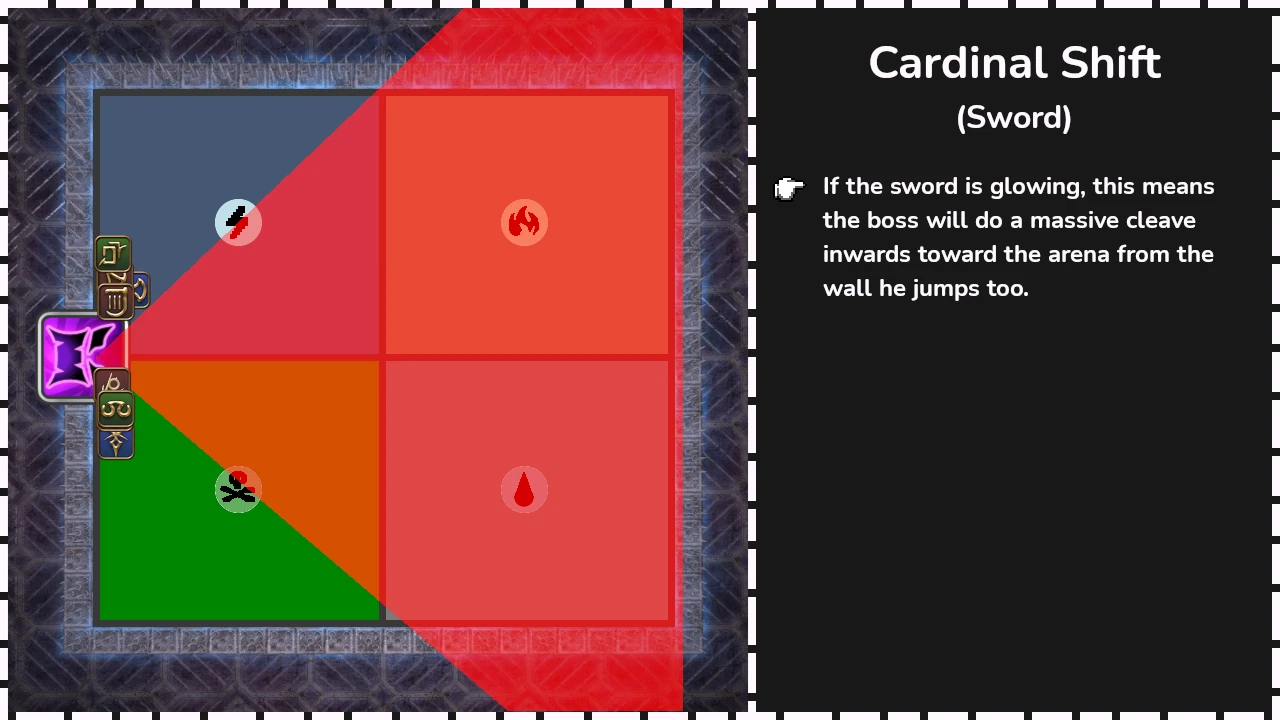 Cardinal Shift
(Sword)
If the sword is glowing, this means
the boss will do a massive cleave
inwards toward the arena from the
wall he jumps too.